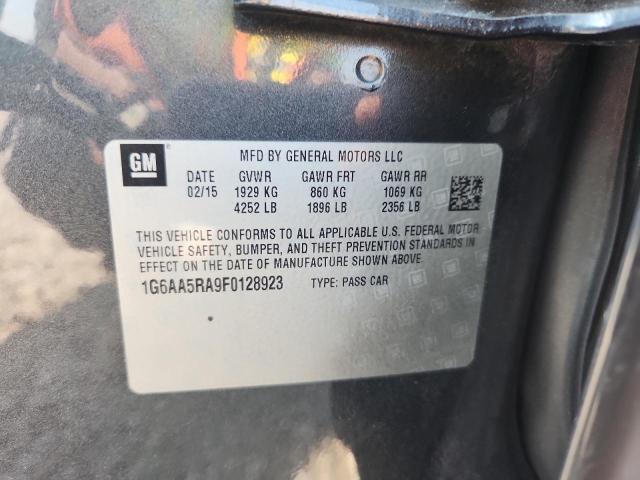 GM
MFD BY GENERAL MOTORS LLC
DATE GVWR GAWR FRT GAWR RR
02/15 1929 KG 860 KG 1069 KG
4252 LB 1896 LB 2356 LB
THIS VEHICLE CONFORMS TO ALL APPLICABLE U.S. FEDERAL MOTOR
VEHICLE SAFETY, BUMPER, AND THEFT PREVENTION STANDARDS IN
EFFECT ON THE DATE OF MANUFACTURE SHOWN ABOVE.
1G6AA5RA9F0128923 TYPE: PASS CAR